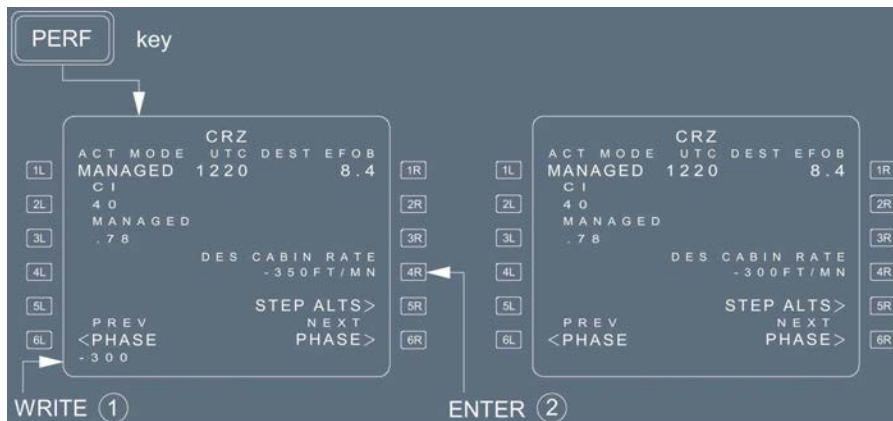 PERF key
CRZ
ACT MODE UTC DEST EFOB
1L MANAGED 1220 8.4 1R
CI
2L 40 2R
MANAGED
3L .78 3R
DES CABIN RATE
4L -350FT/MN 4R
5L STEP ALTS> 5R
PREV NEXT
6L <PHASE PHASE> 6R
-300
WRITE 1
ENTER 2
CRZ
ACT MODE UTC DEST EFOB
1L MANAGED 1220 8.4 1R
CI
2L 40 2R
MANAGED
3L .78 3R
DES CABIN RATE
4L -300FT/MN 4R
5L STEP ALTS> 5R
PREV NEXT
6L <PHASE PHASE> 6R